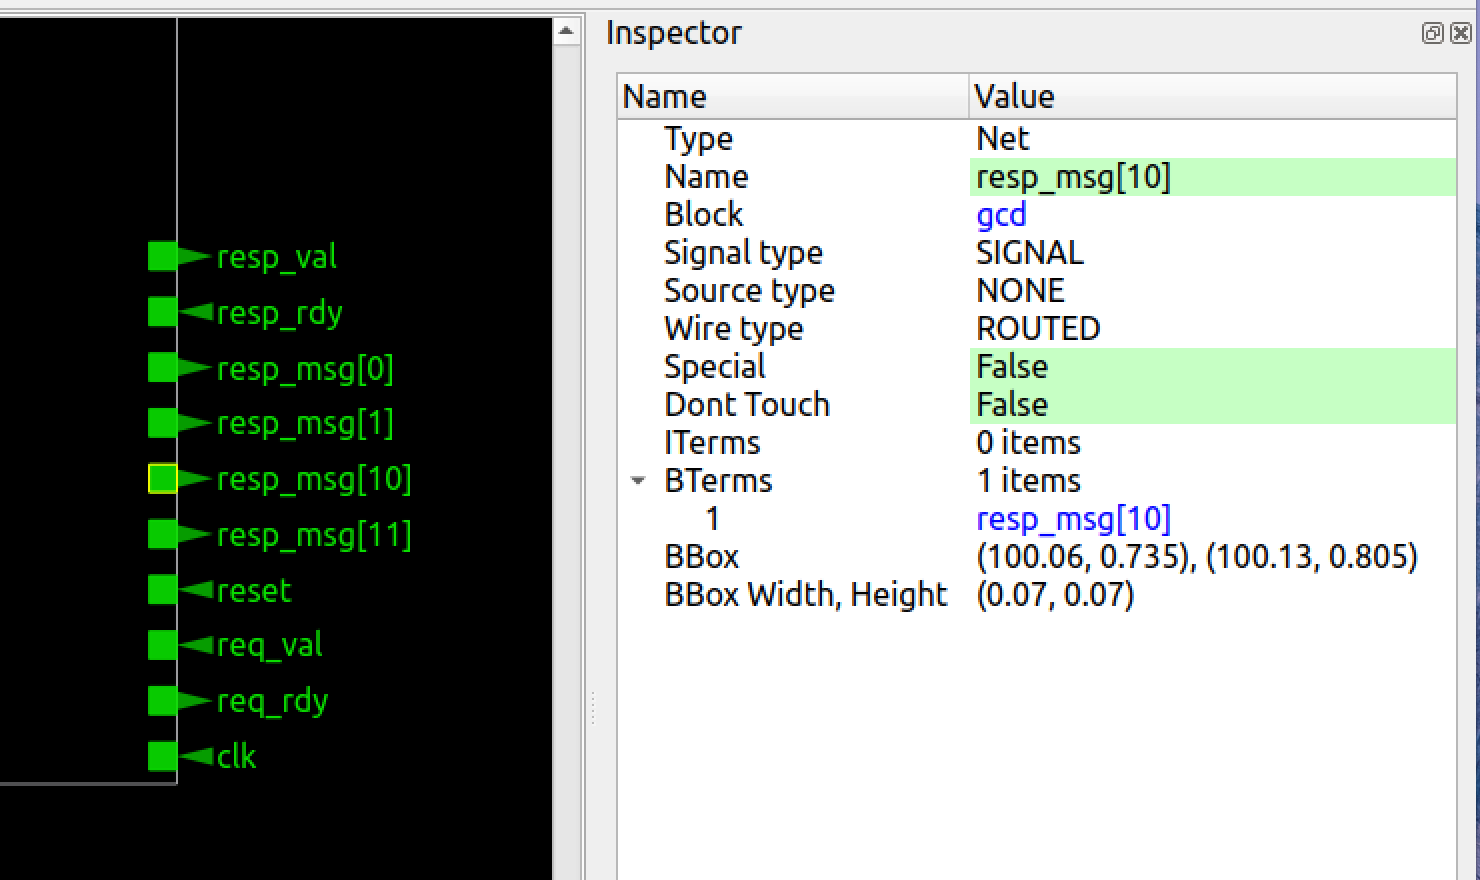 resp_val
resp_rdy
resp_msg[0]
resp_msg[1]
resp_msg[10]
resp_msg[11]
reset
req_val
req_rdy
clk
Inspector
Name Value
Type Net
Name resp_msg[10]
Block gcd
Signal type SIGNAL
Source type NONE
Wire type ROUTED
Special False
Dont Touch False
ITerms 0 items
BTerms 1 items
1 resp_msg[10]
BBox (100.06, 0.735), (100.13, 0.805)
BBox Width, Height (0.07, 0.07)